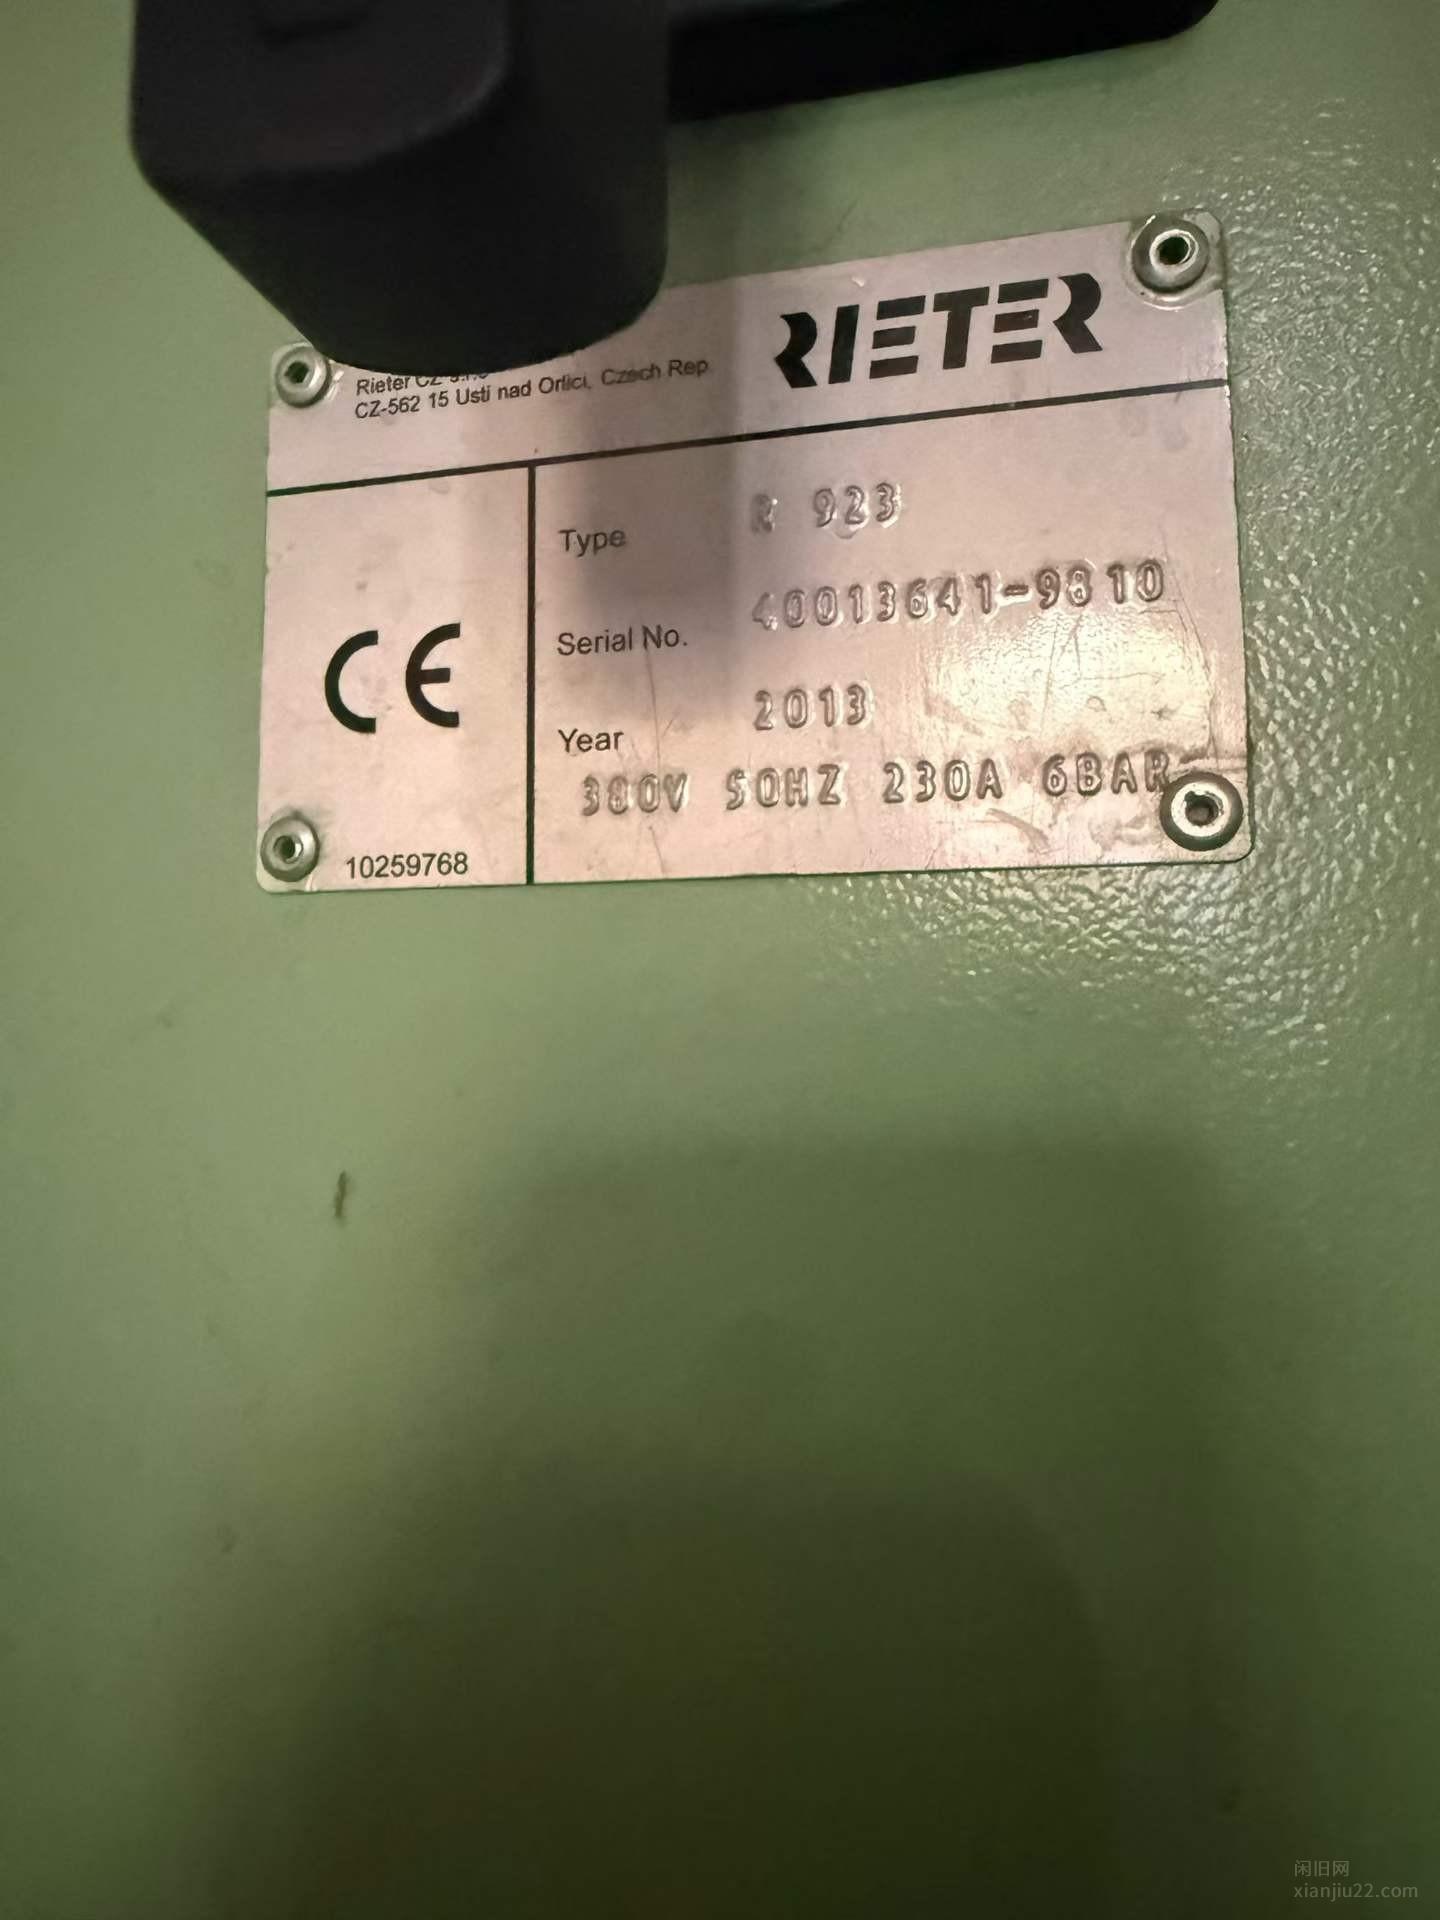 Rieter CZ s.r.o
CZ-562 15 Usti nad Orlici, Czech Rep.
RIETER
Type R 923
Serial No. 40013641-9810
Year 2013
380V 50HZ 230A 6BAR
CE
10259768
闲旧网
xianjiu22.com